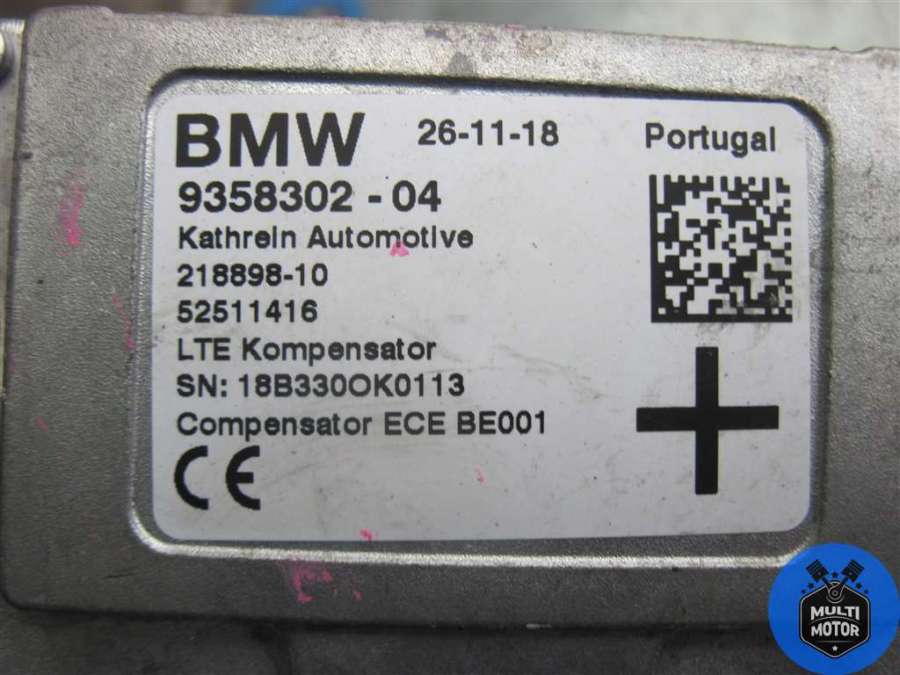 BMW 26-11-18 Portugal
9358302 - 04
Kathrein Automotive
218898-10
52511416
LTE Kompensator
SN: 18B330OK0113
Compensator ECE BE001
CE
MULTI
MOTOR